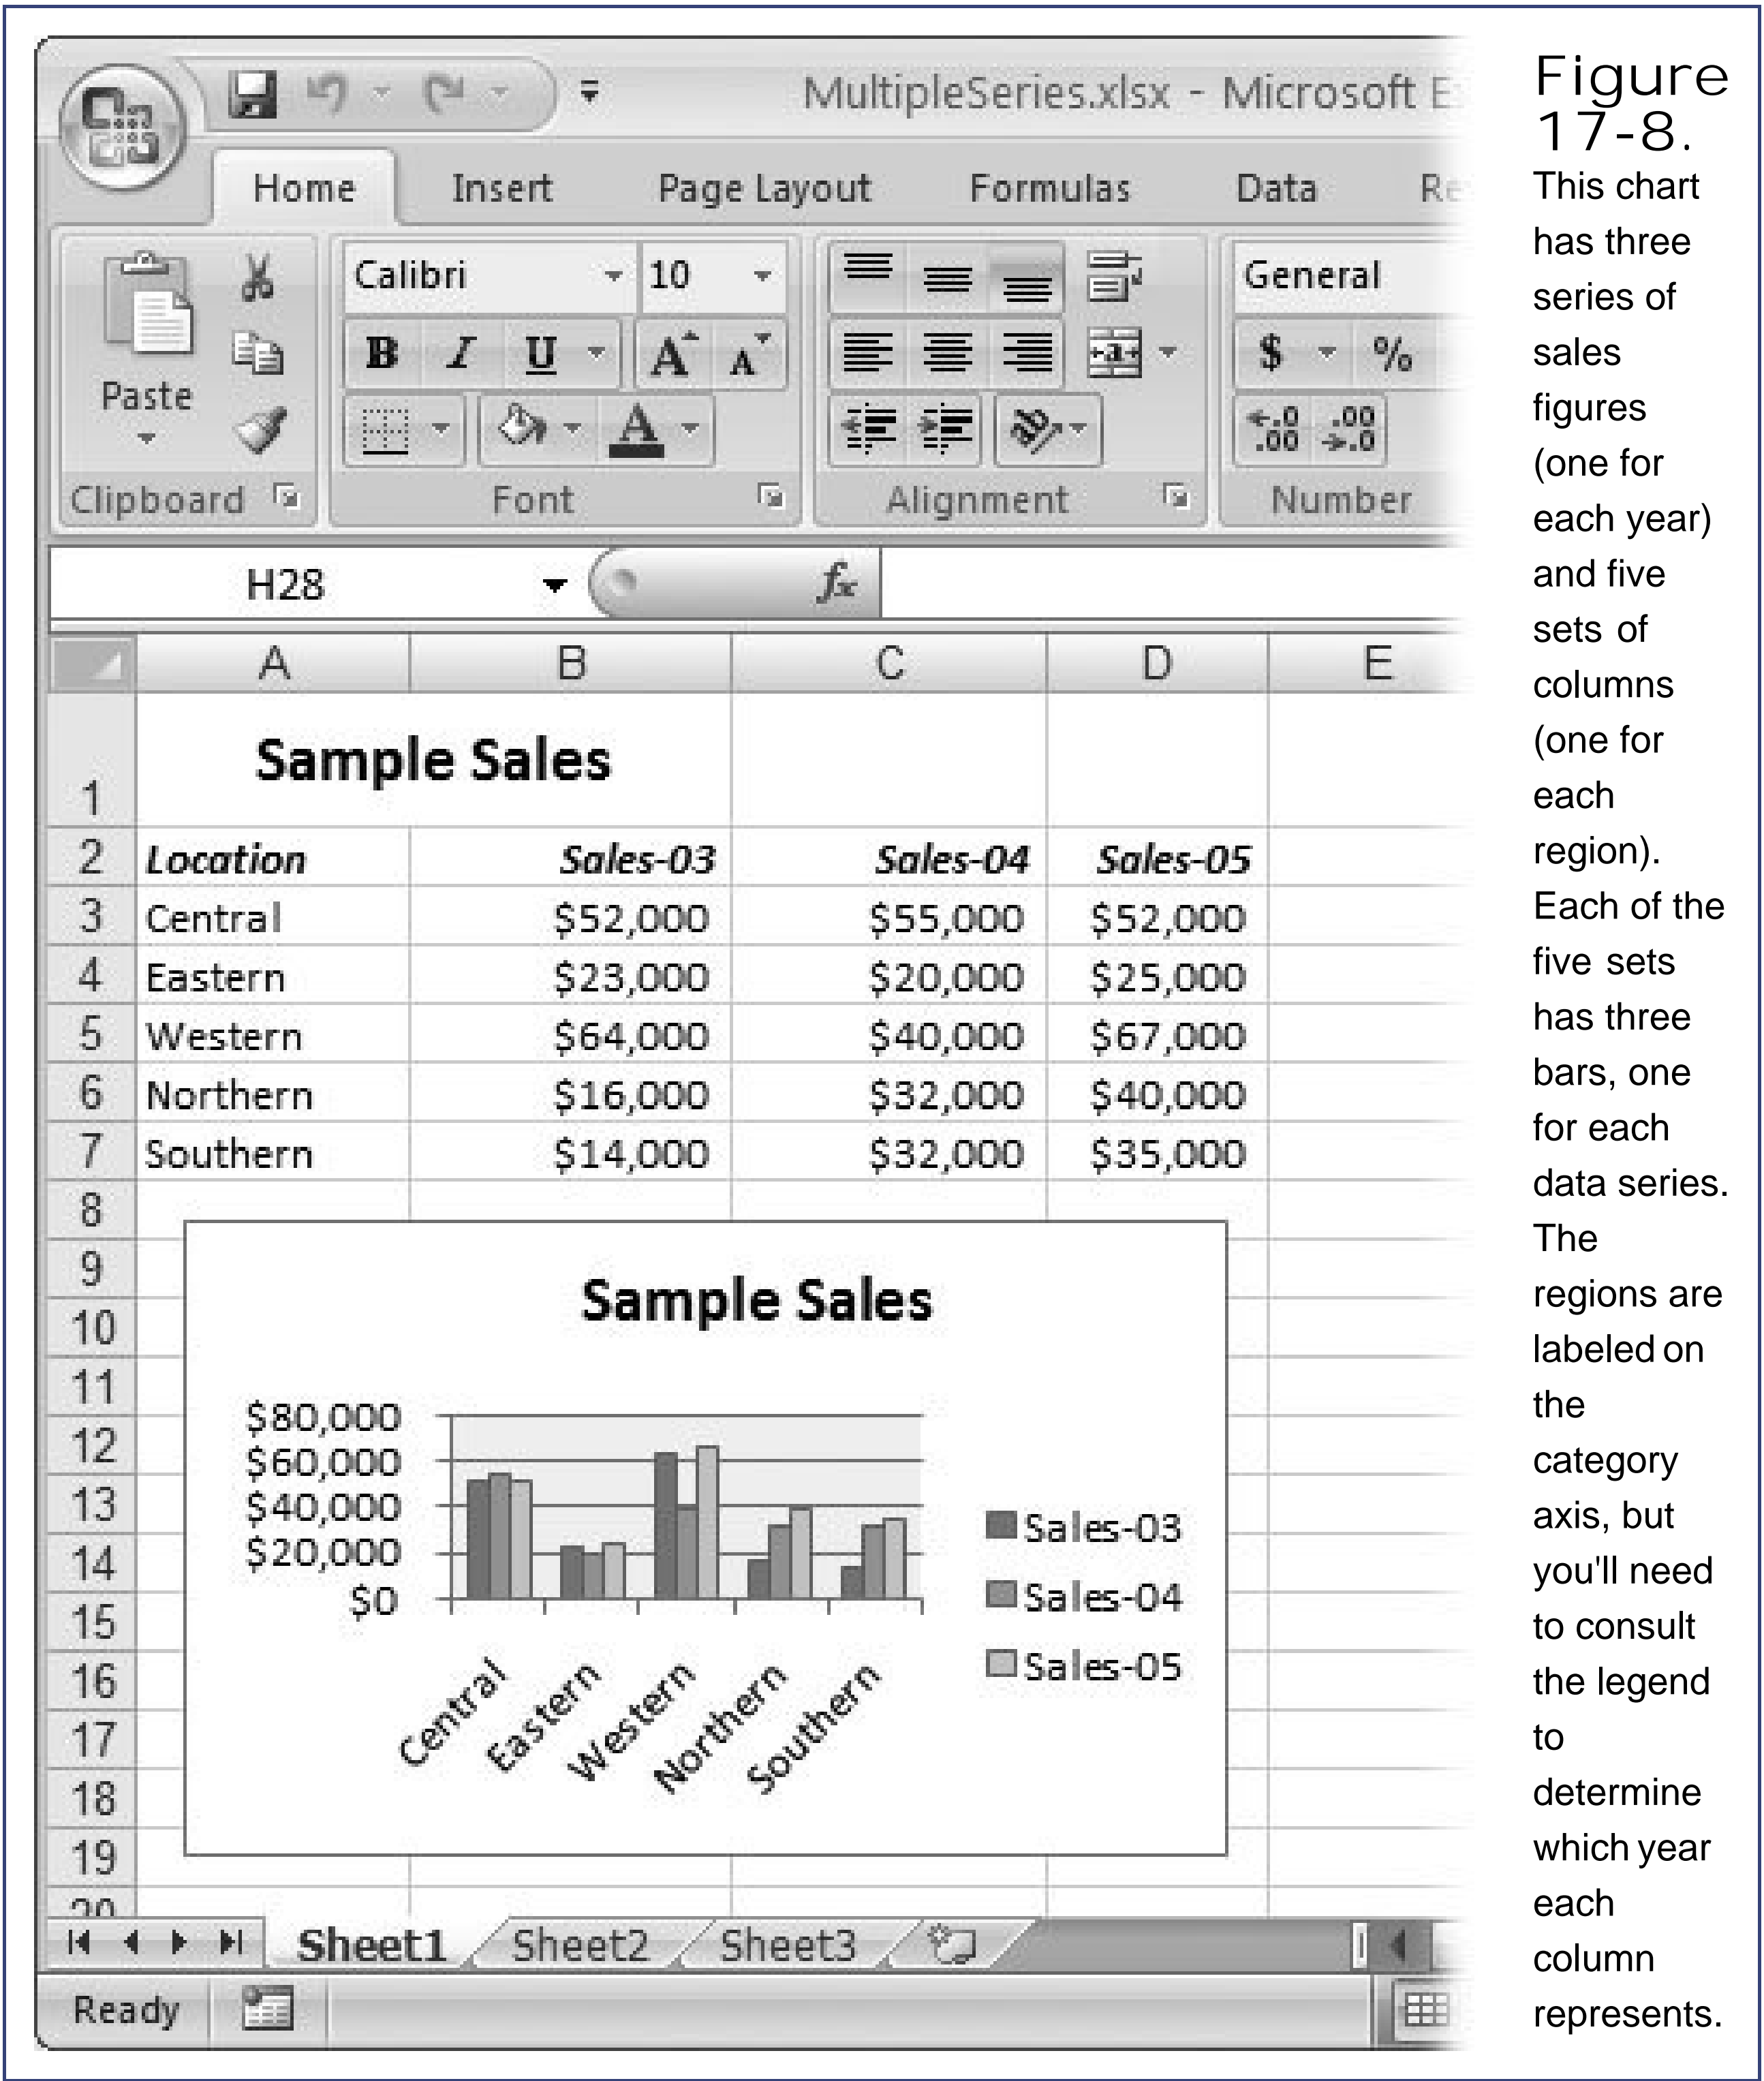 MultipleSeries.xlsx - Microsoft E
Home Insert Page Layout Formulas Data Re
Calibri 10 General
B I U A A $ %
Paste
A ab .0 .00 .00 .0
Clipboard Font Alignment Number
H28 fx
A B C D E
1 Sample Sales
2 Location Sales-03 Sales-04 Sales-05
3 Central $52,000 $55,000 $52,000
4 Eastern $23,000 $20,000 $25,000
5 Western $64,000 $40,000 $67,000
6 Northern $16,000 $32,000 $40,000
7 Southern $14,000 $32,000 $35,000
8
9
10
11
12
13
14
15
16
17
18
19
20
Sample Sales
$80,000
$60,000
$40,000
$20,000
$0
Central Eastern Western Northern Southern
Sales-03
Sales-04
Sales-05
Sheet1 Sheet2 Sheet3
Ready
Figure
17-8.
This chart
has three
series of
sales
figures
(one for
each year)
and five
sets of
columns
(one for
each
region).
Each of the
five sets
has three
bars, one
for each
data series.
The
regions are
labeled on
the
category
axis, but
you'll need
to consult
the legend
to
determine
which year
each
column
represents.